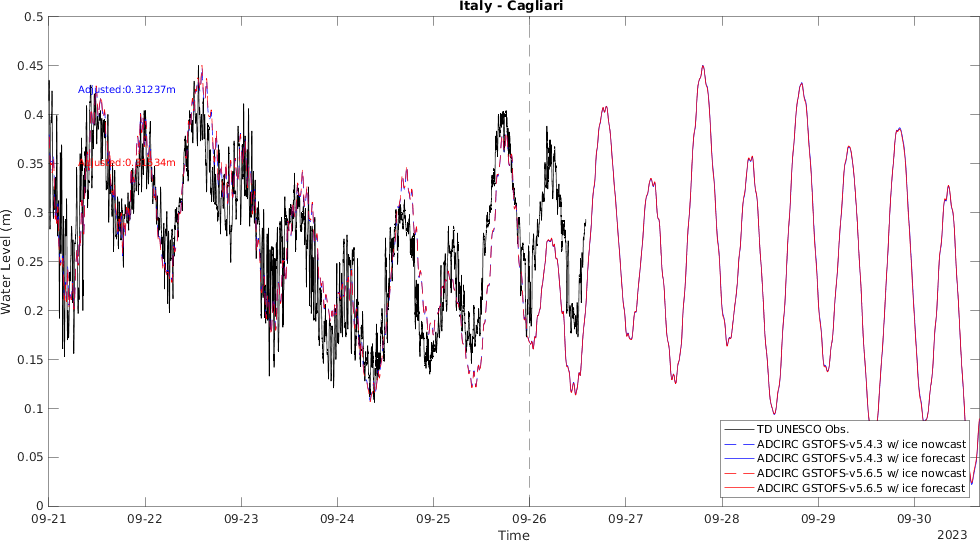 Italy - Cagliari
0.5
0.45
0.4
0.35
0.3
0.25
0.2
0.15
0.1
0.05
0
Water Level (m)
Adjusted:0.31237m
TD UNESCO Obs.
ADCIRC GSTOFS-v5.4.3 w/ ice nowcast
ADCIRC GSTOFS-v5.4.3 w/ ice forecast
ADCIRC GSTOFS-v5.6.5 w/ ice nowcast
ADCIRC GSTOFS-v5.6.5 w/ ice forecast
09-21 09-22 09-23 09-24 09-25 09-26 09-27 09-28 09-29 09-30
Time
2023